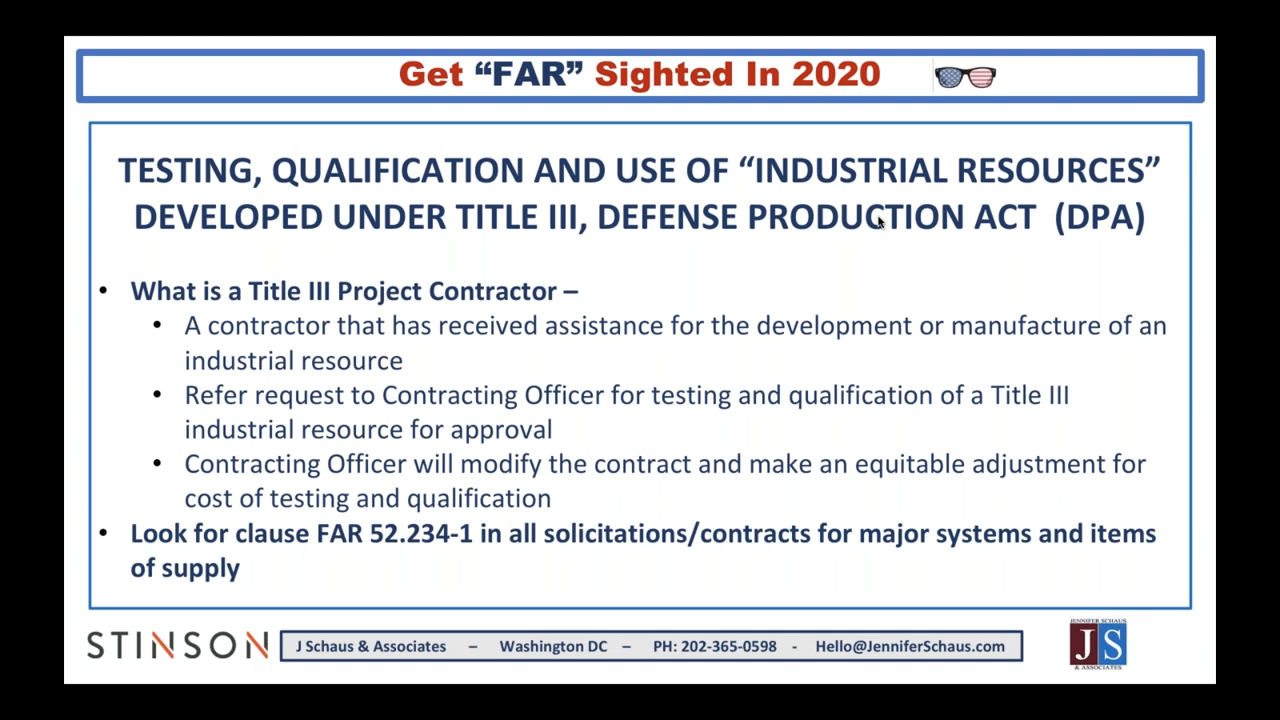 Get “FAR” Sighted In 2020
TESTING, QUALIFICATION AND USE OF “INDUSTRIAL RESOURCES”
DEVELOPED UNDER TITLE III, DEFENSE PRODUCTION ACT (DPA)
• What is a Title III Project Contractor –
• A contractor that has received assistance for the development or manufacture of an
industrial resource
• Refer request to Contracting Officer for testing and qualification of a Title III
industrial resource for approval
• Contracting Officer will modify the contract and make an equitable adjustment for
cost of testing and qualification
• Look for clause FAR 52.234-1 in all solicitations/contracts for major systems and items
of supply
STINSON
J Schaus & Associates – Washington DC – PH: 202-365-0598 - Hello@JenniferSchaus.com
JENNIFER SCHAUS
JS
& ASSOCIATES